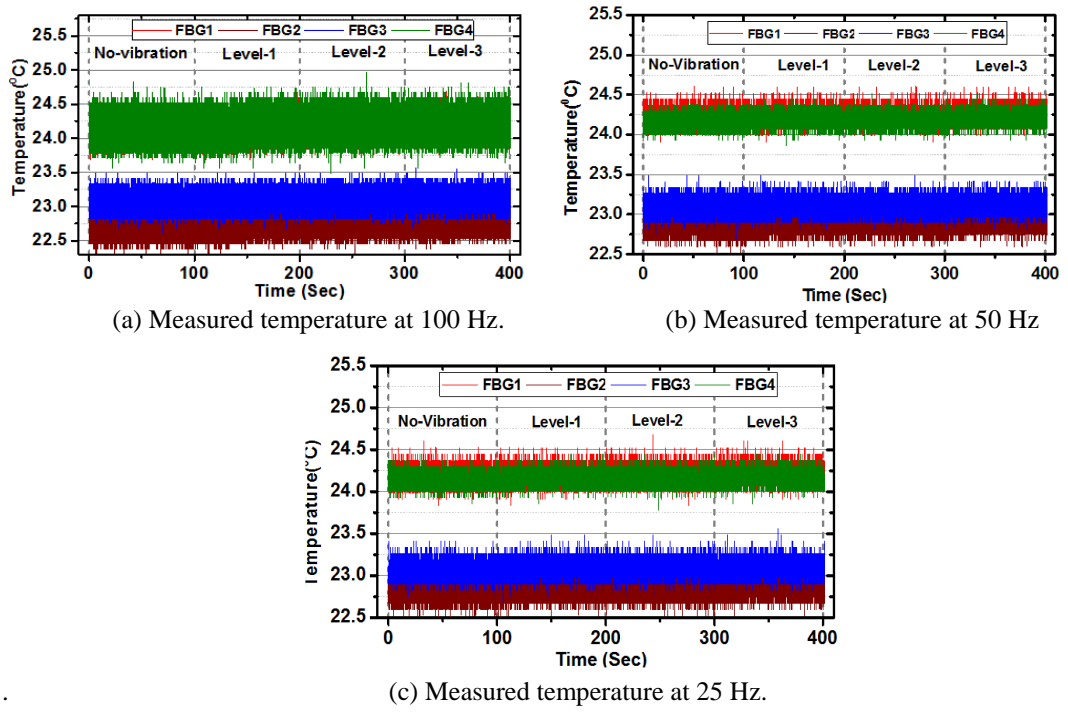 FBG1 FBG2 FBG3 FBG4
No-vibration Level-1 Level-2 Level-3
Temperature(⁰C)
25.5
25.0
24.5
24.0
23.5
23.0
22.5
0 100 200 300 400
Time (Sec)
(a) Measured temperature at 100 Hz.
FBG1 FBG2 FBG3 FBG4
No-Vibration Level-1 Level-2 Level-3
Temperature(⁰C)
25.5
25.0
24.5
24.0
23.5
23.0
22.5
0 100 200 300 400
Time (Sec)
(b) Measured temperature at 50 Hz
FBG1 FBG2 FBG3 FBG4
No-Vibration Level-1 Level-2 Level-3
Temperature(⁰C)
25.5
25.0
24.5
24.0
23.5
23.0
22.5
0 100 200 300 400
Time (Sec)
. (c) Measured temperature at 25 Hz.